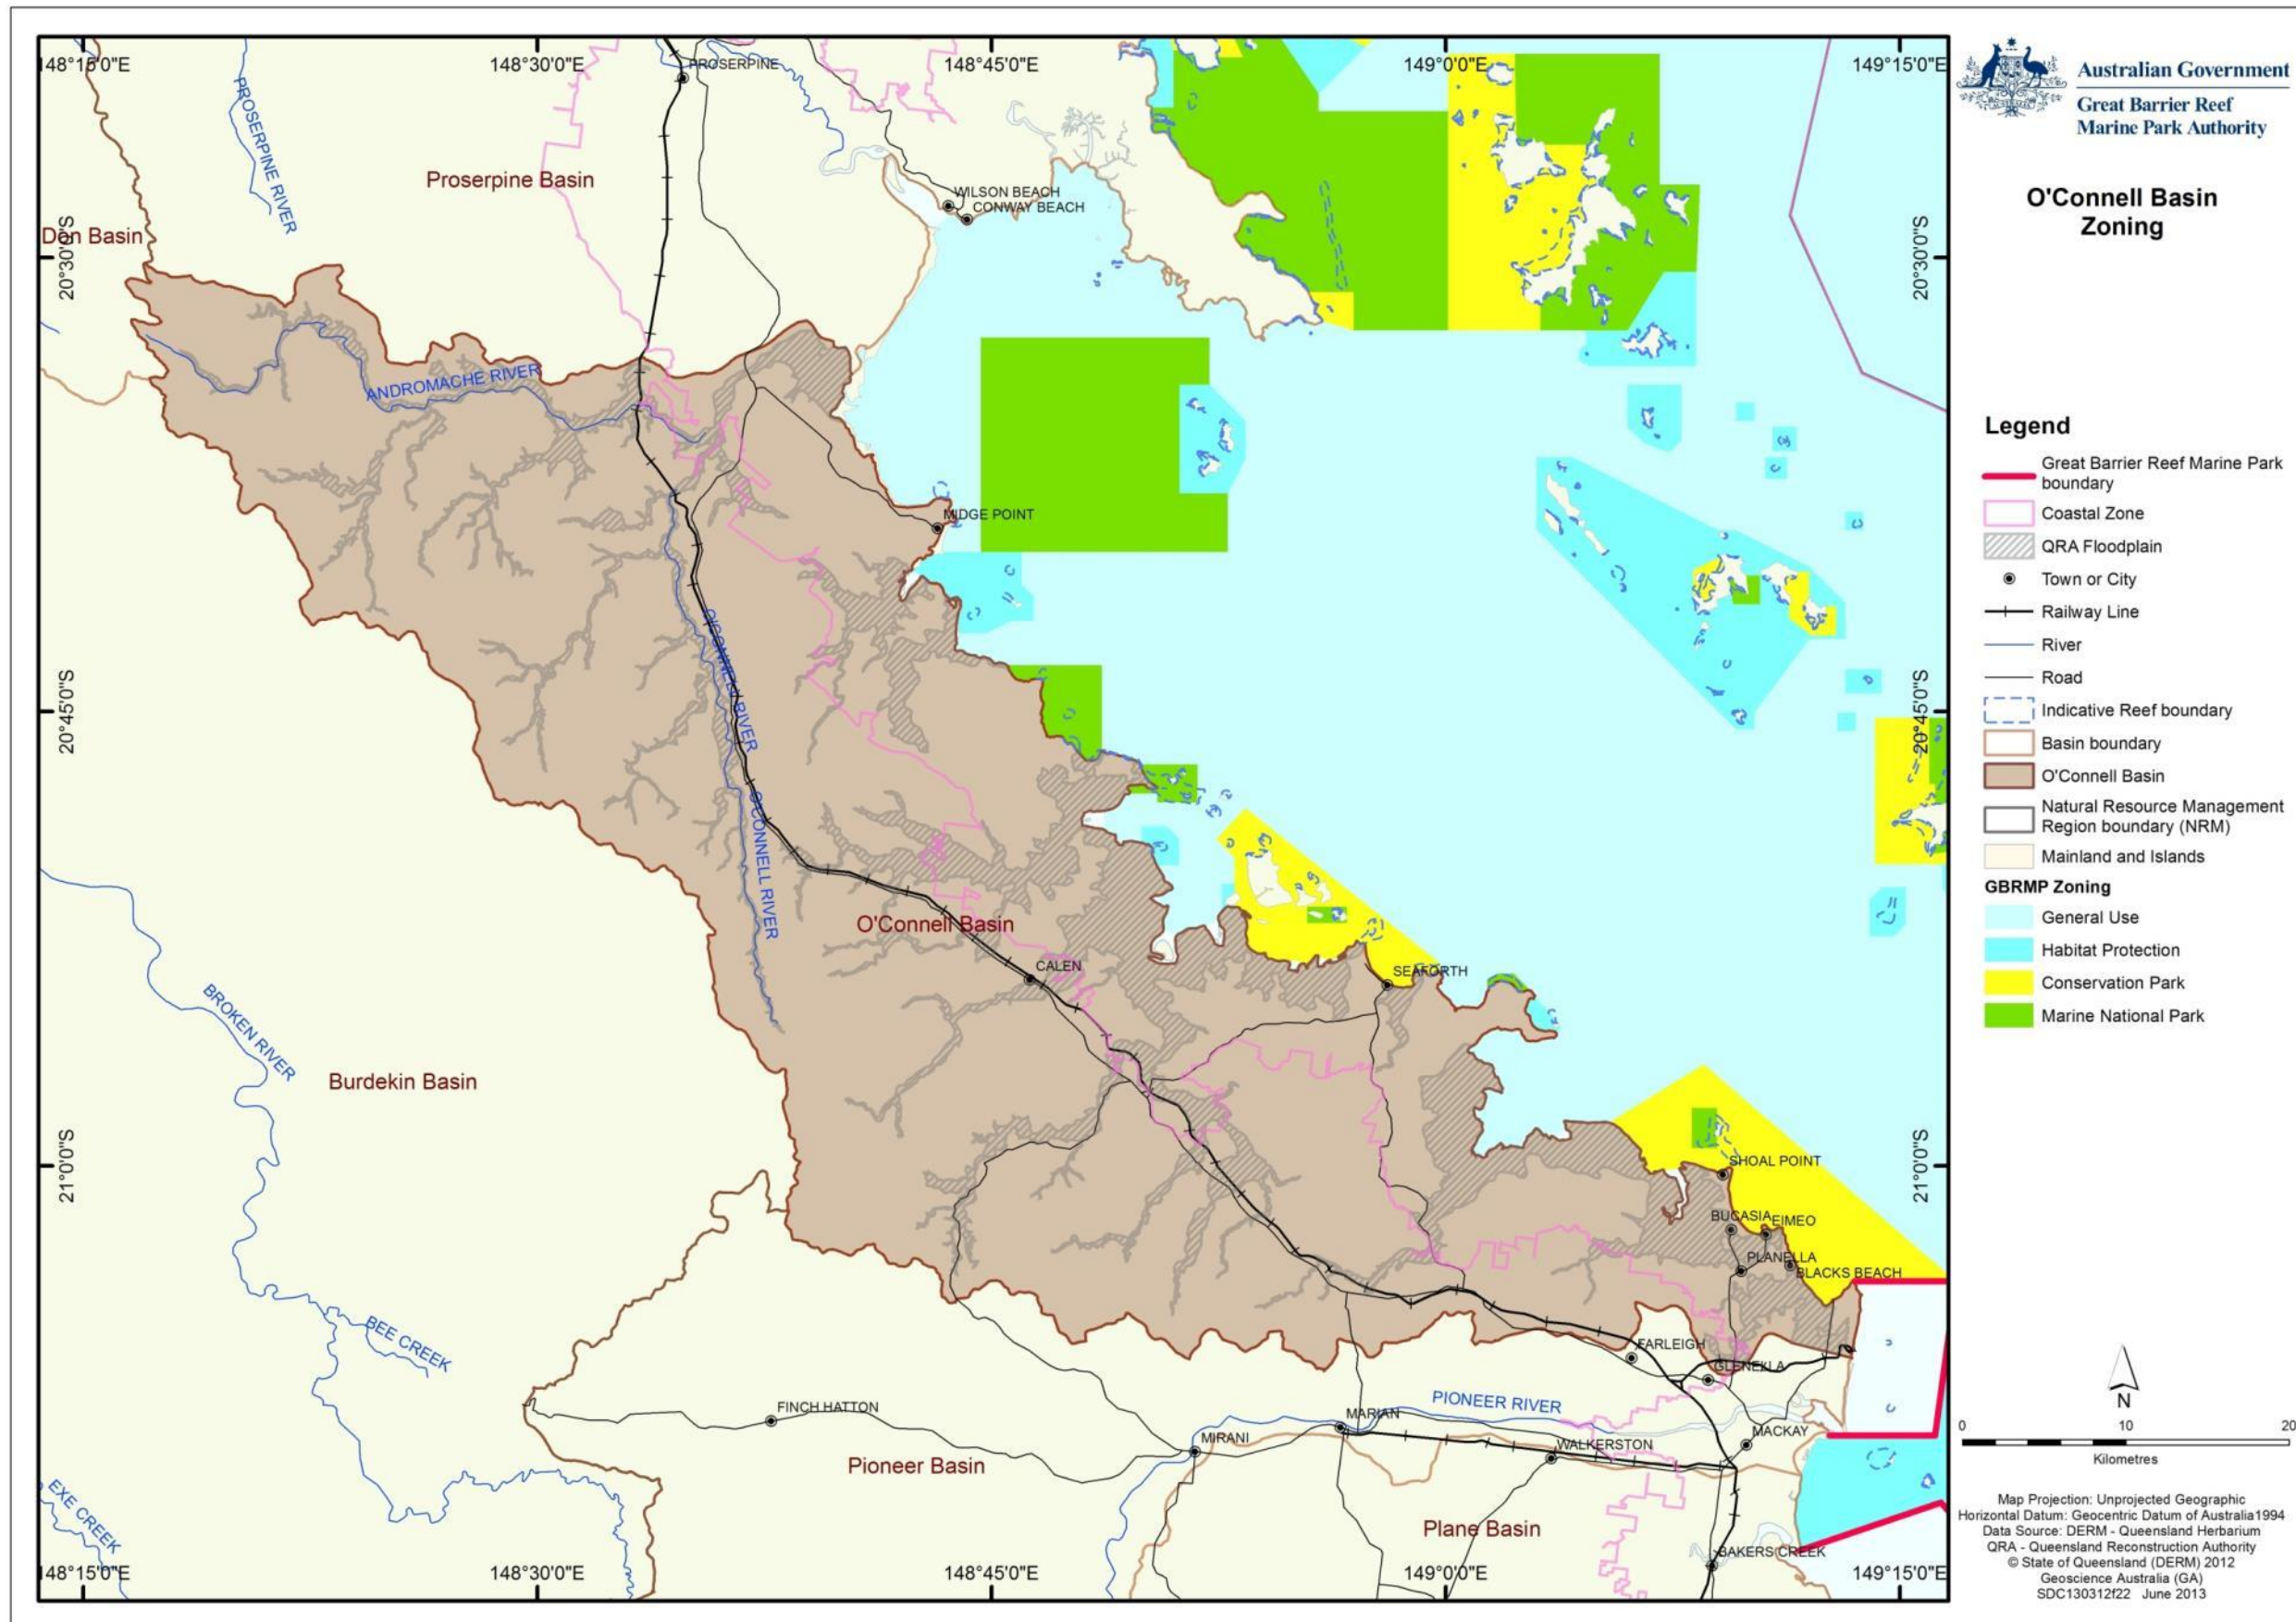 148°15'0"E
148°30'0"E
148°45'0"E
149°0'0"E
149°15'0"E
Australian Government
Great Barrier Reef
Marine Park Authority
O'Connell Basin
Zoning
PROSERPINE
PROSERPINE RIVER
Proserpine Basin
WILSON BEACH
CONWAY BEACH
Don Basin
20°30'0"S
20°30'0"S
ANDROMACHE RIVER
MIDGE POINT
O'CONNELL RIVER
20°45'0"S
20°45'0"S
O'CONNELL RIVER
O'Connell Basin
CALEN
SEAFORTH
BROKEN RIVER
Burdekin Basin
21°0'0"S
21°0'0"S
SHOAL POINT
BUCASIA
EIMEO
PLANELLA
BLACKS BEACH
BEE CREEK
FARLEIGH
GLENELLA
FINCH HATTON
PIONEER RIVER
MARIAN
MIRANI
WALKERSTON
MACKAY
Pioneer Basin
EXE CREEK
Plane Basin
BAKERS CREEK
148°15'0"E
148°30'0"E
148°45'0"E
149°0'0"E
149°15'0"E
Legend
Great Barrier Reef Marine Park
boundary
Coastal Zone
QRA Floodplain
Town or City
Railway Line
River
Road
Indicative Reef boundary
Basin boundary
O'Connell Basin
Natural Resource Management
Region boundary (NRM)
Mainland and Islands
GBRMP Zoning
General Use
Habitat Protection
Conservation Park
Marine National Park
N
0 10 20
Kilometres
Map Projection: Unprojected Geographic
Horizontal Datum: Geocentric Datum of Australia1994
Data Source: DERM - Queensland Herbarium
QRA - Queensland Reconstruction Authority
© State of Queensland (DERM) 2012
Geoscience Australia (GA)
SDC130312f22 June 2013